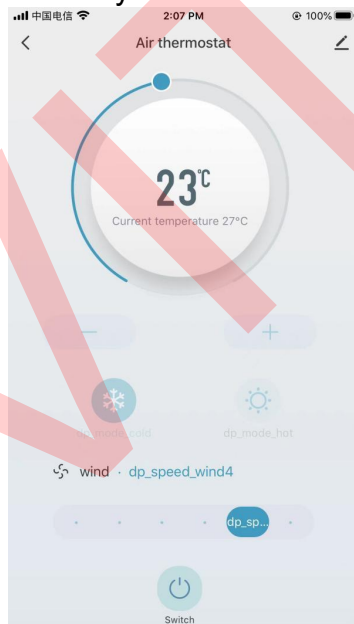 中国电信 2:07 PM 100%
Air thermostat
23°C
Current temperature 27°C
dp_mode_cold dp_mode_hot
wind · dp_speed_wind4
dp_sp...
Switch